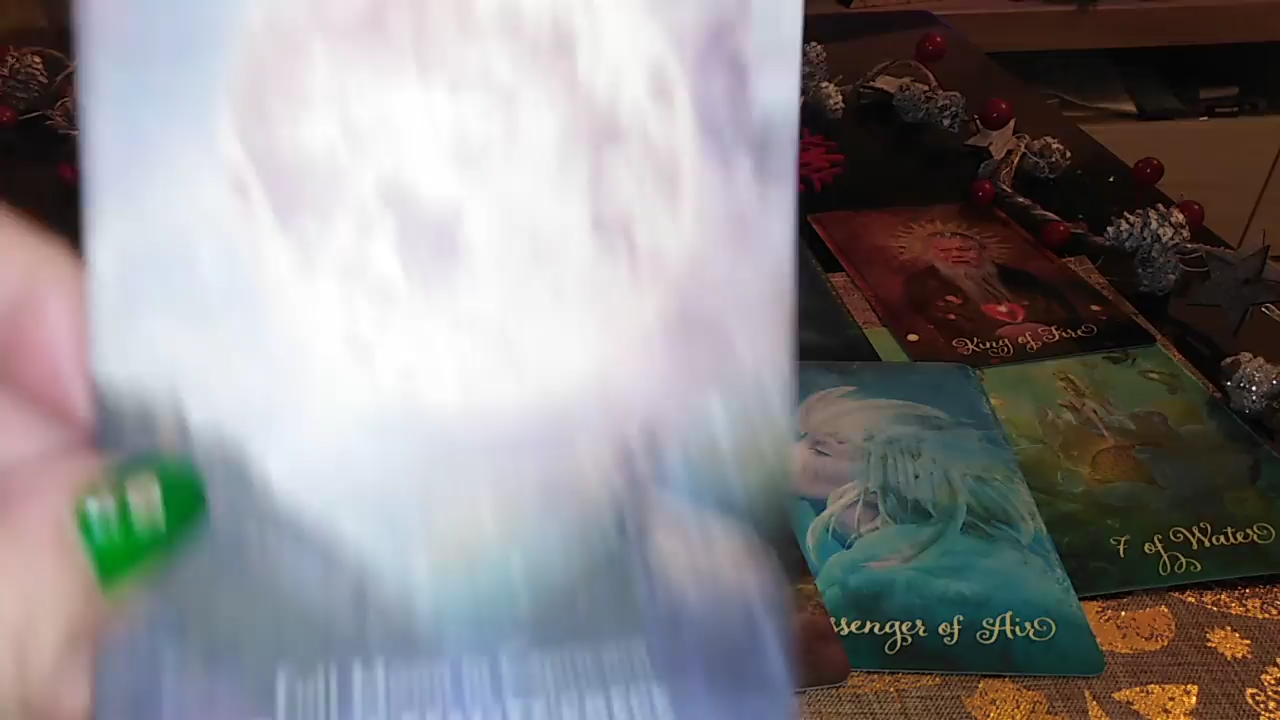 King of Fire
7 of Water
ssenger of Air